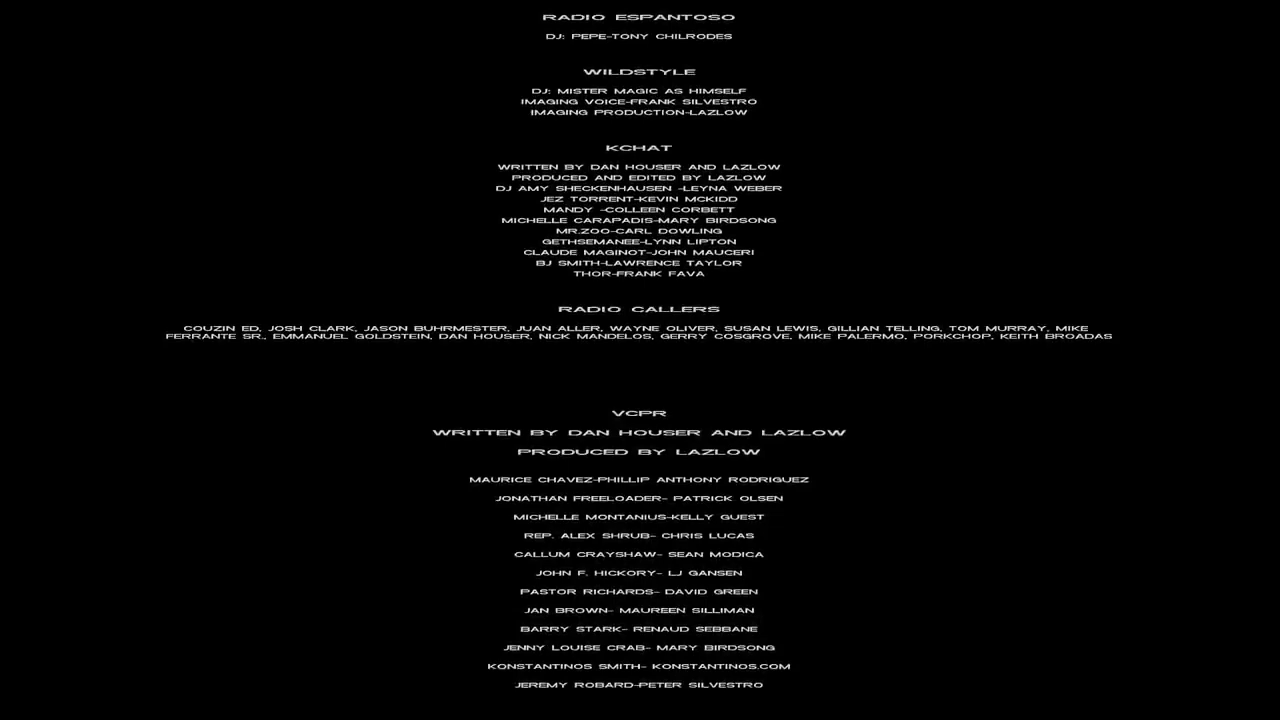 RADIO ESPANTOSO
DJ: PEPE-TONY CHILRODES
WILDSTYLE
DJ: MISTER MAGIC AS HIMSELF
IMAGING VOICE-FRANK SILVESTRO
IMAGING PRODUCTION-LAZLOW
KCHAT
WRITTEN BY DAN HOUSER AND LAZLOW
PRODUCED AND EDITED BY LAZLOW
DJ AMY SHECKENHAUSEN -LEYNA WEBER
JEZ TORRENT-KEVIN MCKIDD
MANDY -COLLEEN CORBETT
MICHELLE CARAPADIS-MARY BIRDSONG
MR.ZOO-CARL DOWLING
GETHSEMANEE-LYNN LIPTON
CLAUDE MAGINOT-JOHN MAUCERI
BJ SMITH-LAWRENCE TAYLOR
THOR-FRANK FAVA
RADIO CALLERS
COUZIN ED, JOSH CLARK, JASON BUHRMESTER, JUAN ALLER, WAYNE OLIVER, SUSAN LEWIS, GILLIAN TELLING, TOM MURRAY, MIKE
FERRANTE SR., EMMANUEL GOLDSTEIN, DAN HOUSER, NICK MANDELOS, GERRY COSGROVE, MIKE PALERMO, PORKCHOP, KEITH BROADAS
VCPR
WRITTEN BY DAN HOUSER AND LAZLOW
PRODUCED BY LAZLOW
MAURICE CHAVEZ-PHILLIP ANTHONY RODRIGUEZ
JONATHAN FREELOADER- PATRICK OLSEN
MICHELLE MONTANIUS-KELLY GUEST
REP. ALEX SHRUB- CHRIS LUCAS
CALLUM CRAYSHAW- SEAN MODICA
JOHN F. HICKORY- LJ GANSEN
PASTOR RICHARDS- DAVID GREEN
JAN BROWN- MAUREEN SILLIMAN
BARRY STARK- RENAUD SEBBANE
JENNY LOUISE CRAB- MARY BIRDSONG
KONSTANTINOS SMITH- KONSTANTINOS.COM
JEREMY ROBARD-PETER SILVESTRO